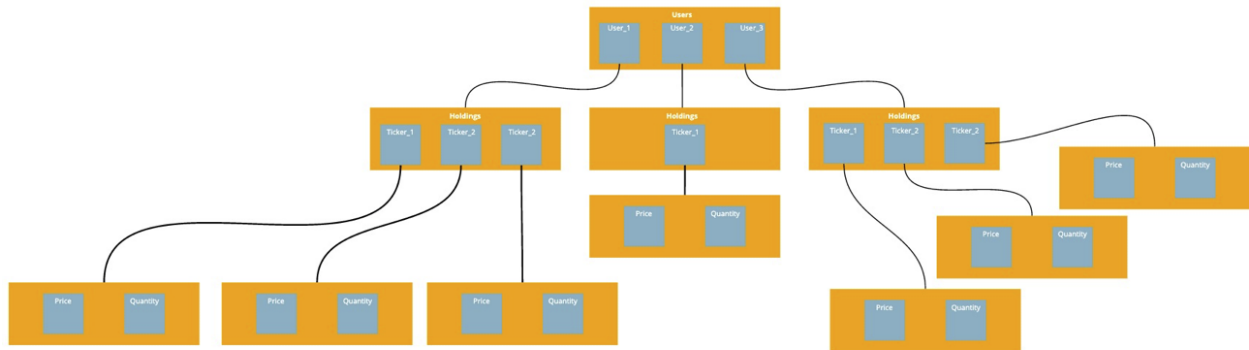 Users
User_1 User_2 User_3
Holdings Holdings Holdings
Ticker_1 Ticker_2 Ticker_2 Ticker_1 Ticker_1 Ticker_2 Ticker_2
Price Quantity
Price Quantity
Price Quantity
Price Quantity Price Quantity Price Quantity Price Quantity